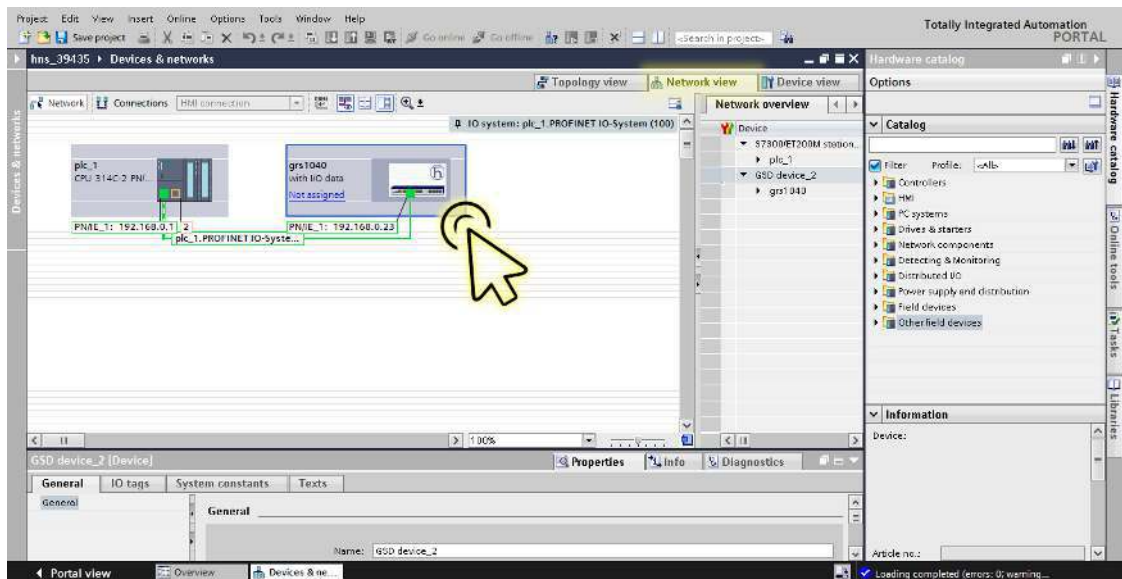 Project Edit View Insert Online Options Tools Window Help
Totally Integrated Automation
PORTAL
Save project Go online Go offline <Search in project>
hns_39435 Devices & networks
Hardware catalog
Topology view Network view Device view
Options
Network Connections HMI connection
Network overview
IO system: plc_1.PROFINET IO-System (100)
Catalog
Device
S7300/ET200M station...
plc_1
GSD device_2
grs1040
Filter Profile: <All>
Controllers
HMI
PC systems
Drives & starters
Network components
Detecting & Monitoring
Distributed I/O
Power supply and distribution
Field devices
Other field devices
plc_1
CPU 314C-2 PN/...
grs1040
with I/O data
Not assigned
PN/IE_1: 192.168.0.1 2
PN/IE_1: 192.168.0.23
plc_1.PROFINET IO-Syste...
100%
Information
Device:
Article no.:
GSD device_2 [Device]
Properties Info Diagnostics
General IO tags System constants Texts
General
General
Name: GSD device_2
Portal view Overview Devices & ne...
Loading completed (errors: 0; warning...
Devices & networks
Hardware catalog
Online tools
Tasks
Libraries